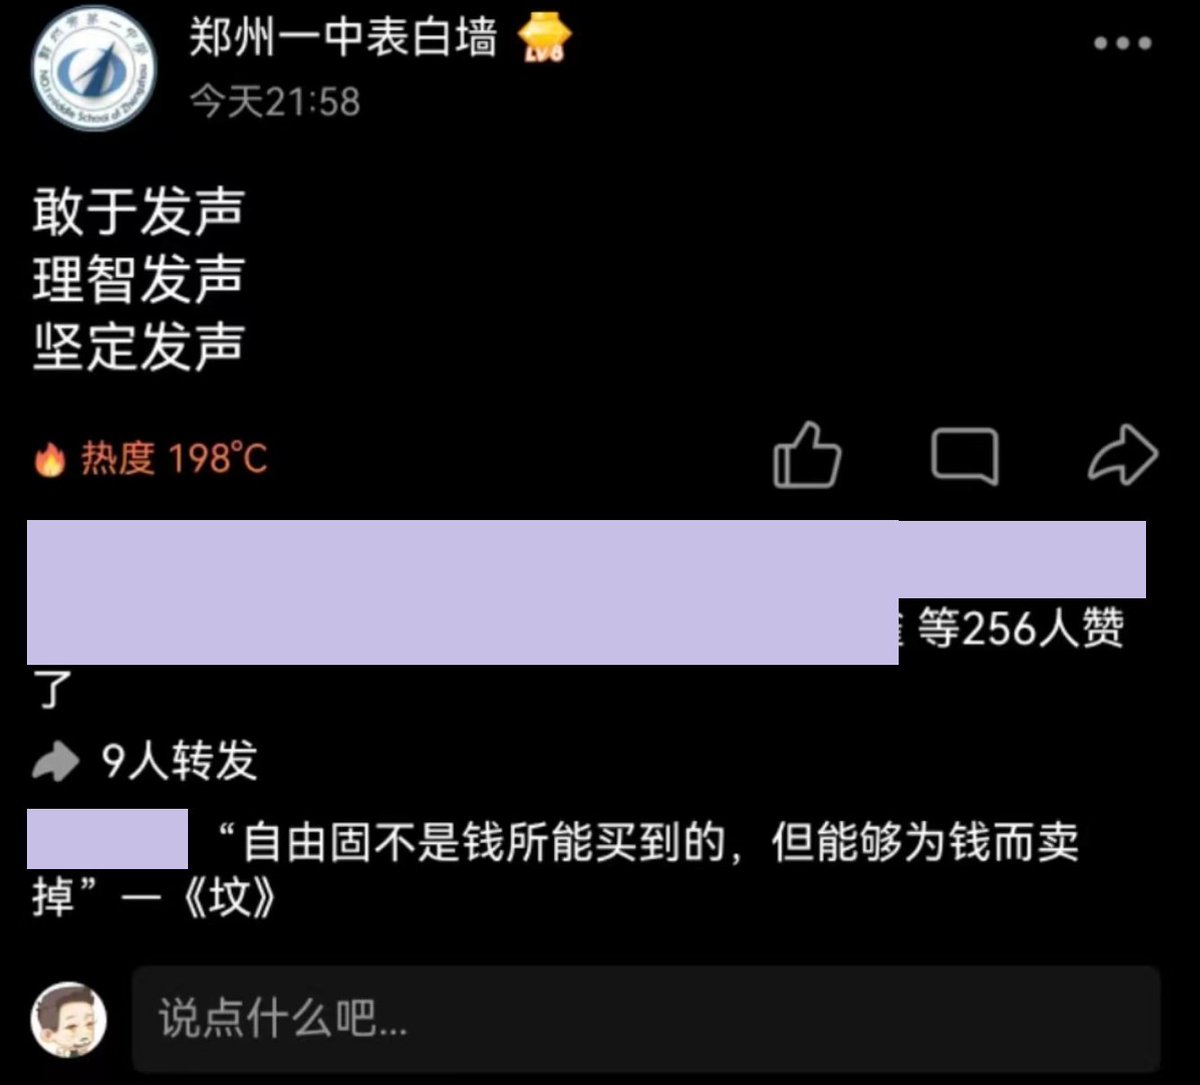 郑州一中表白墙
LV8
今天21:58
敢于发声
理智发声
坚定发声
热度 198℃
等256人赞
了
9人转发
“自由固不是钱所能买到的，但能够为钱而卖
掉”—《坟》
说点什么吧...